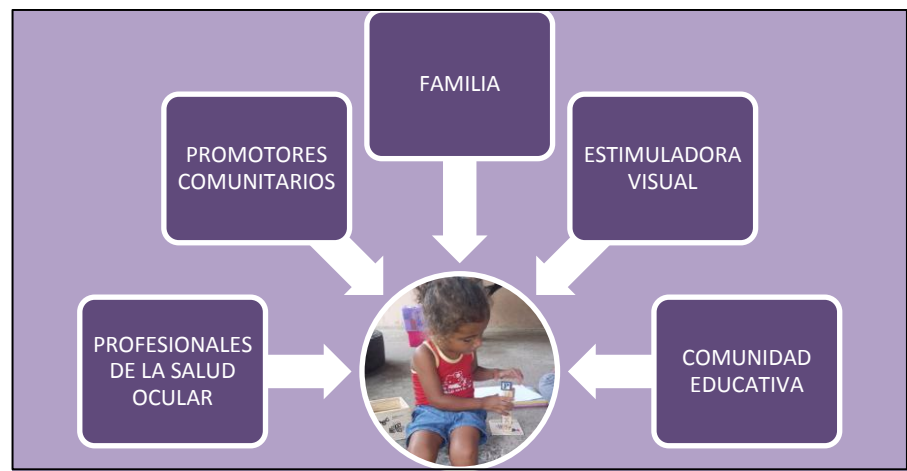 FAMILIA
PROMOTORES
COMUNITARIOS
ESTIMULADORA
VISUAL
PROFESIONALES
DE LA SALUD
OCULAR
COMUNIDAD
EDUCATIVA